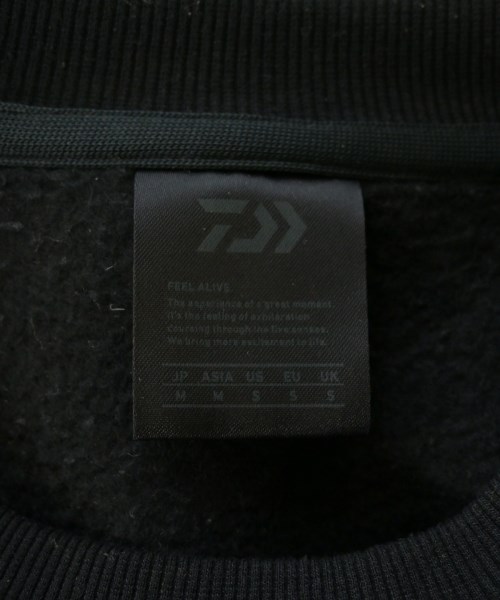 FEEL ALIVE.
The experience of a great moment.
It's the feeling of exhilaration
coursing through the five senses.
We bring more excitement to life.
JP ASIA US EU UK
M M S S S